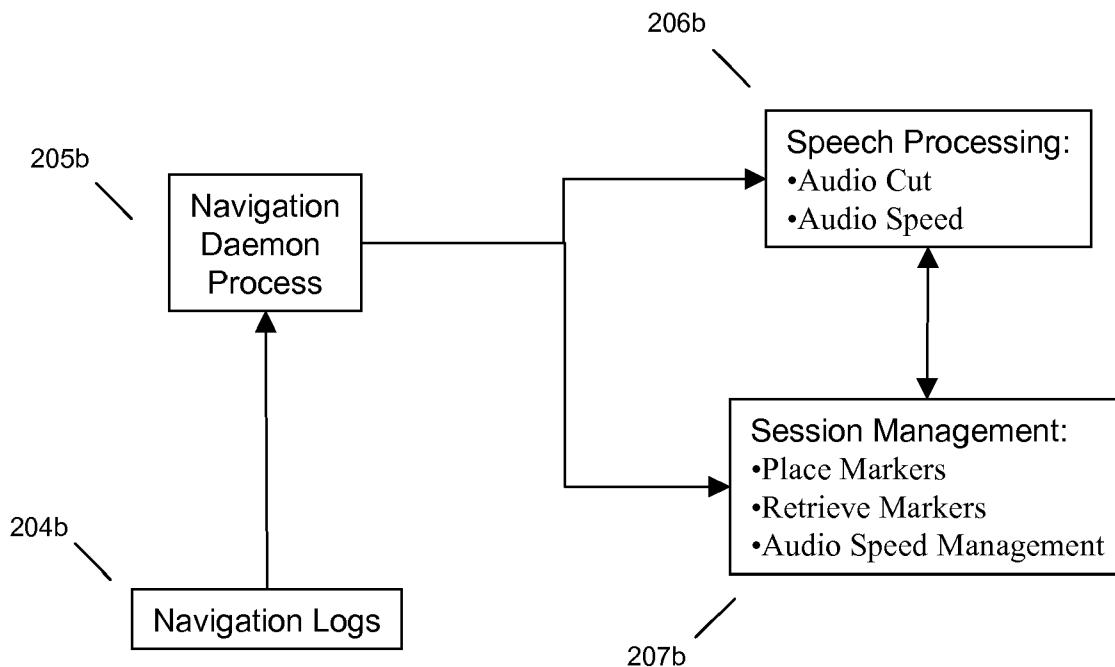 206b
Speech Processing:
•Audio Cut
•Audio Speed
205b
Navigation
Daemon
Process
Session Management:
•Place Markers
•Retrieve Markers
•Audio Speed Management
204b
Navigation Logs
207b